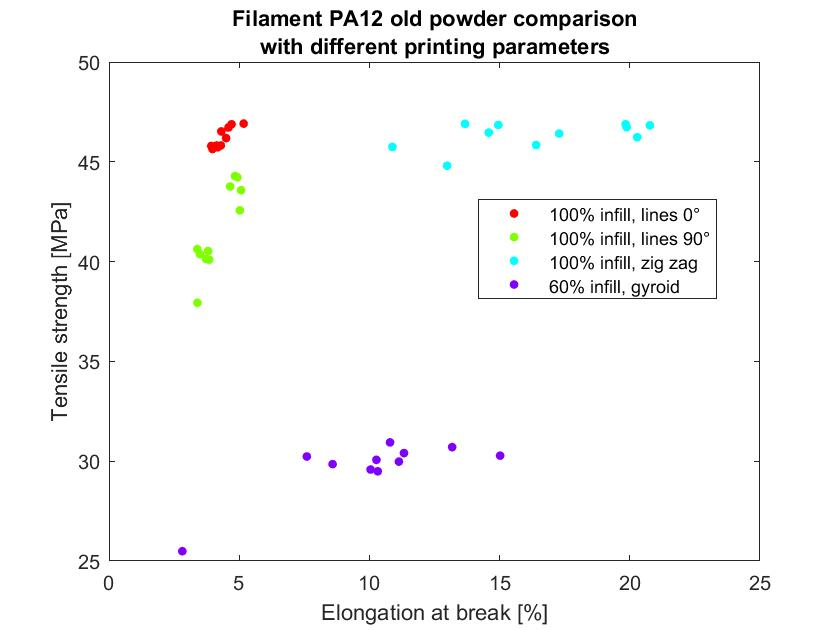 Filament PA12 old powder comparison
with different printing parameters
50
45
40
35
30
25
Tensile strength [MPa]
100% infill, lines 0°
100% infill, lines 90°
100% infill, zig zag
60% infill, gyroid
0 5 10 15 20 25
Elongation at break [%]